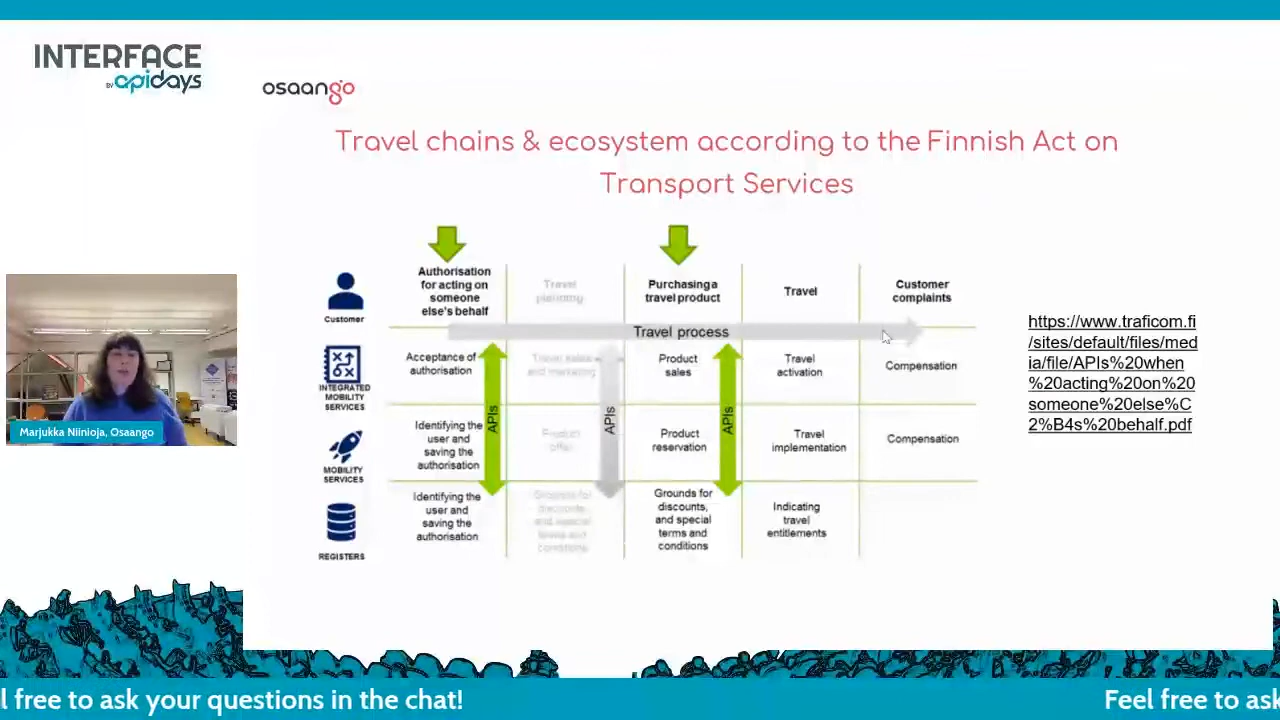 INTERFACE
BY apidays
osaango
Travel chains & ecosystem according to the Finnish Act on
Transport Services
Authorisation
for acting on
someone
else's behalf
Travel
planning
Purchasing a
travel product
Travel
Customer
complaints
Customer
Travel process
Acceptance of
authorisation
Travel sales
and marketing
Product
sales
Travel
activation
Compensation
INTEGRATED
MOBILITY
SERVICES
APIs
APIs
APIs
Identifying the
user and
saving the
authorisation
Product
offer
Product
reservation
Travel
implementation
Compensation
MOBILITY
SERVICES
Identifying the
user and
saving the
authorisation
Grounds for
discounts,
and special
terms and
conditions
Grounds for
discounts,
and special
terms and
conditions
Indicating
travel
entitlements
REGISTERS
https://www.traficom.fi
/sites/default/files/med
ia/file/APIs%20when
%20acting%20on%20
someone%20else%C
2%B4s%20behalf.pdf
Marjukka Niinioja, Osaango
l free to ask your questions in the chat!
Feel free to ask